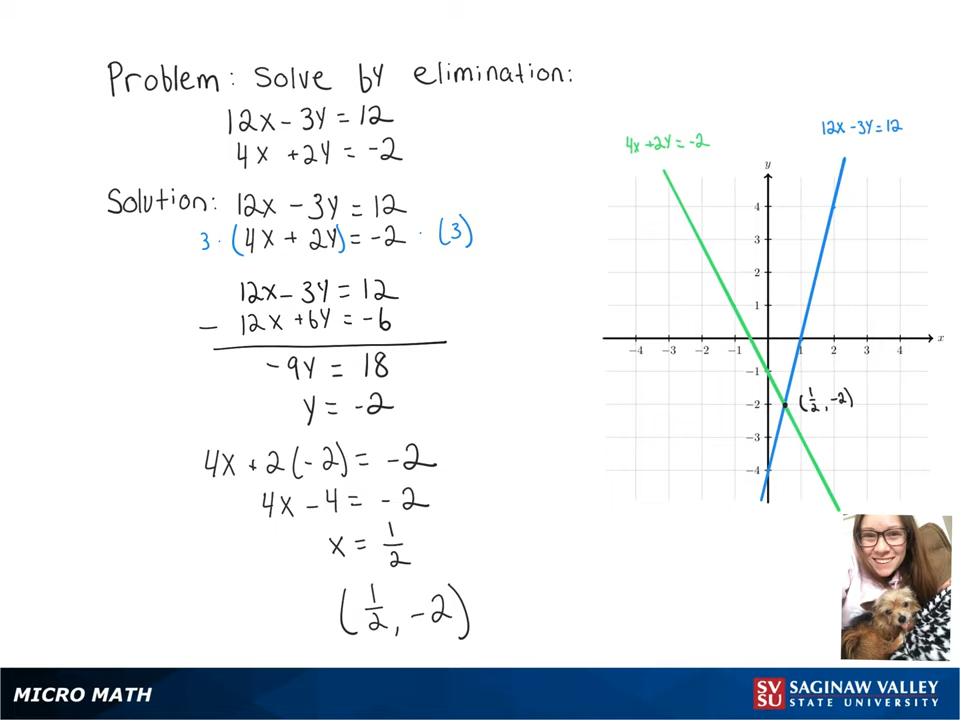 Problem: Solve by elimination:
12x - 3y = 12
4x + 2y = -2
Solution: 12x - 3y = 12
3 · (4x + 2y) = -2 · (3)
12x - 3y = 12
- 12x + 6y = -6
-9y = 18
y = -2
4x + 2(-2) = -2
4x - 4 = -2
x = 1/2
(1/2, -2)
4x + 2y = -2
12x - 3y = 12
y
4
3
2
1
-4 -3 -2 -1 1 2 3 4 x
-1
-2 (1/2, -2)
-3
-4
MICRO MATH
SV
SU
SAGINAW VALLEY
STATE UNIVERSITY